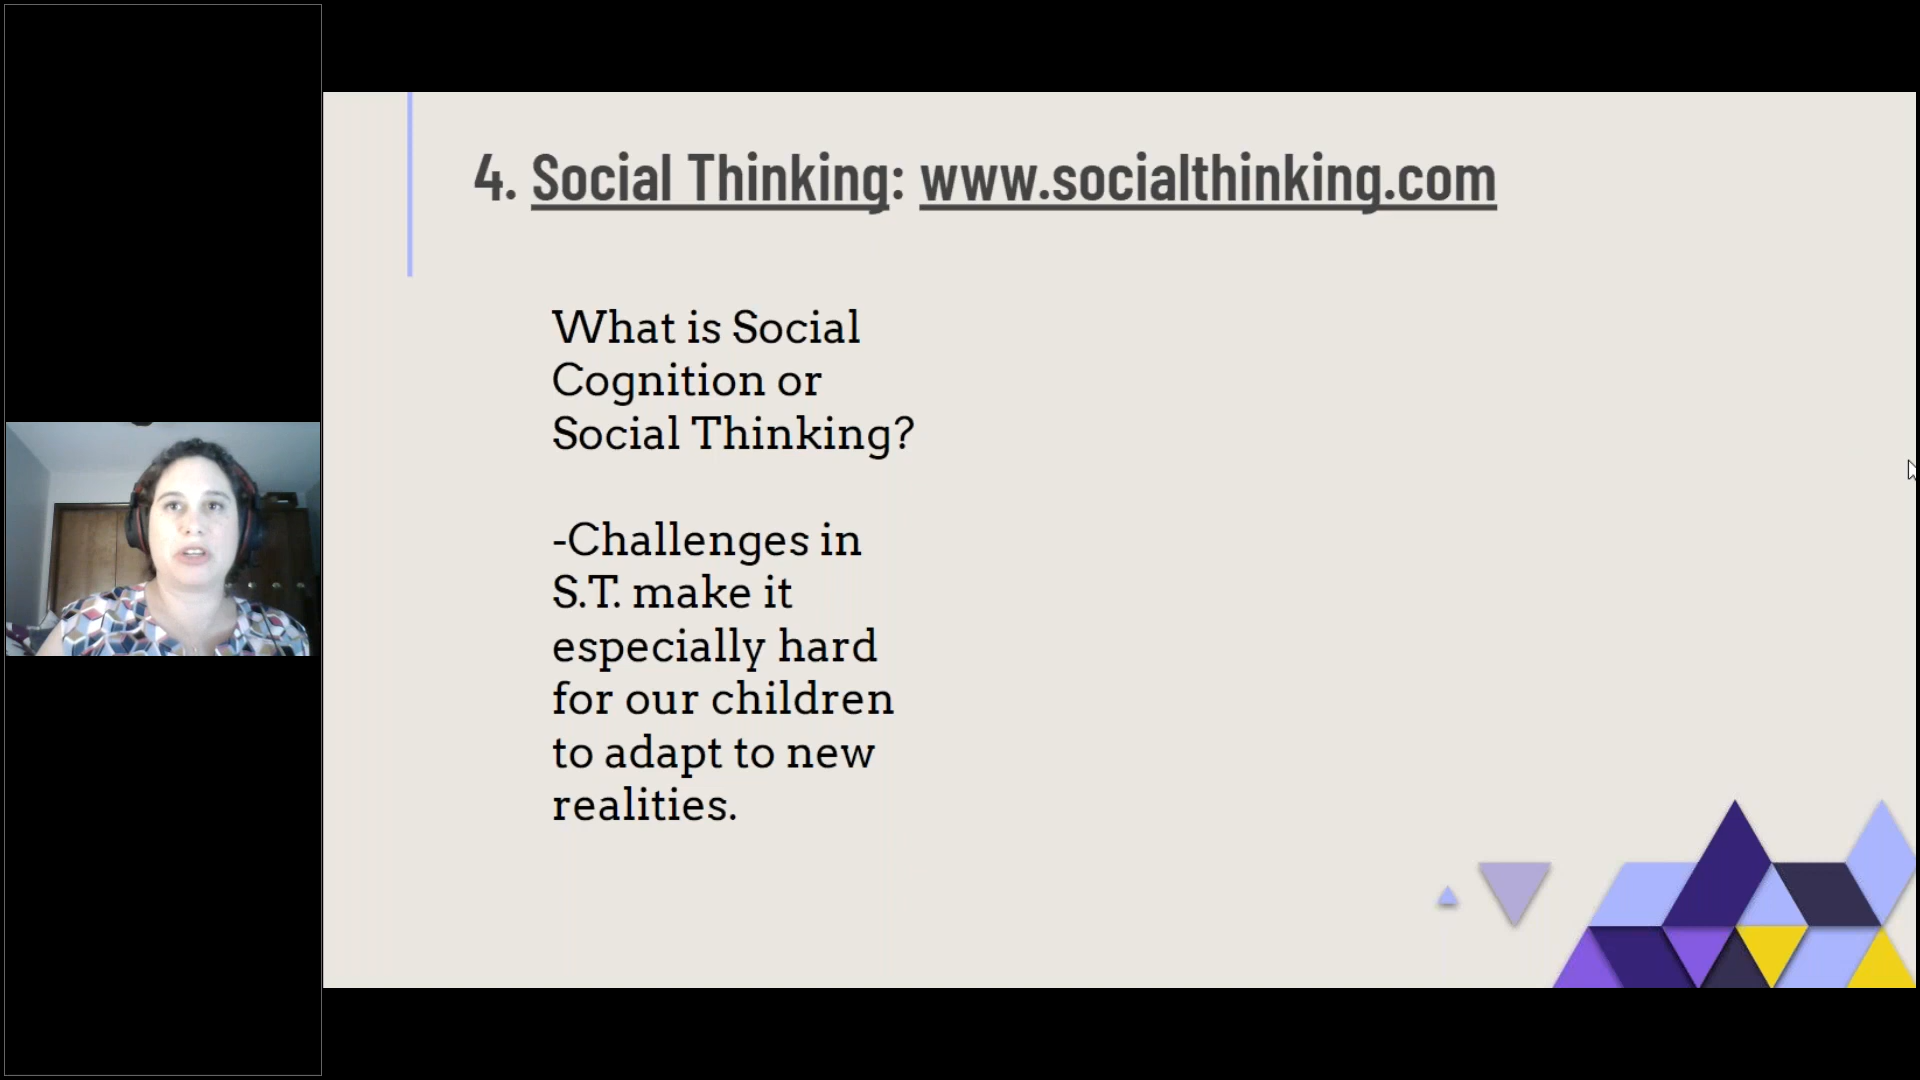 4. Social Thinking: www.socialthinking.com
What is Social
Cognition or
Social Thinking?
-Challenges in
S.T. make it
especially hard
for our children
to adapt to new
realities.